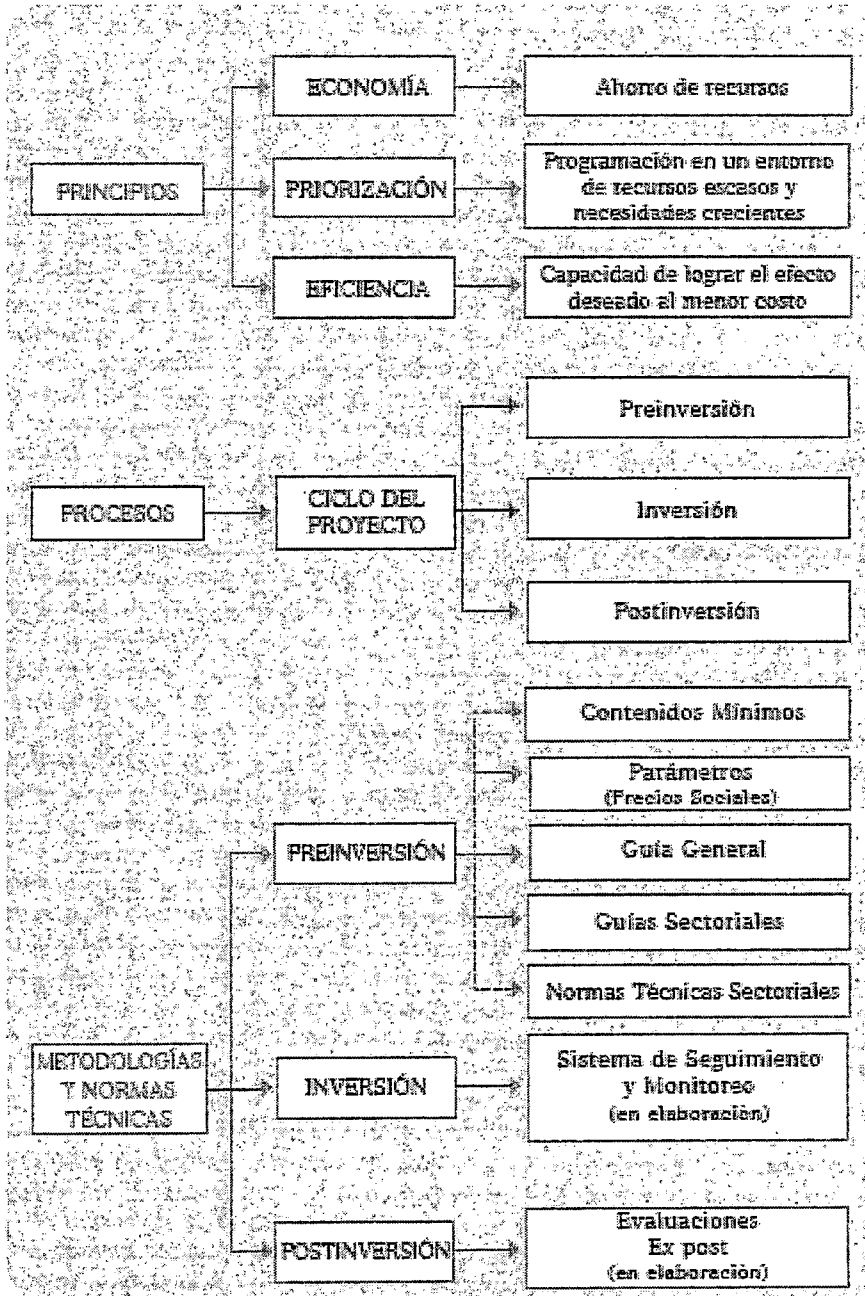 ECONOMÍA
Ahorro de recursos
PRINCIPIOS
PRIORIZACIÓN
Programación en un entorno
de recursos escasos y
necesidades crecientes
EFICIENCIA
Capacidad de lograr el efecto
deseado al menor costo
Preinversión
PROCESOS
CICLO DEL
PROYECTO
Inversión
Postinversión
Contenidos Mínimos
Parámetros
(Precios Sociales)
PREINVERSIÓN
Guía General
Guías Sectoriales
Normas Técnicas Sectoriales
METODOLOGÍAS
Y NORMAS
TÉCNICAS
INVERSIÓN
Sistema de Seguimiento
y Monitoreo
(en elaboración)
POSTINVERSIÓN
Evaluaciones
Ex post
(en elaboración)